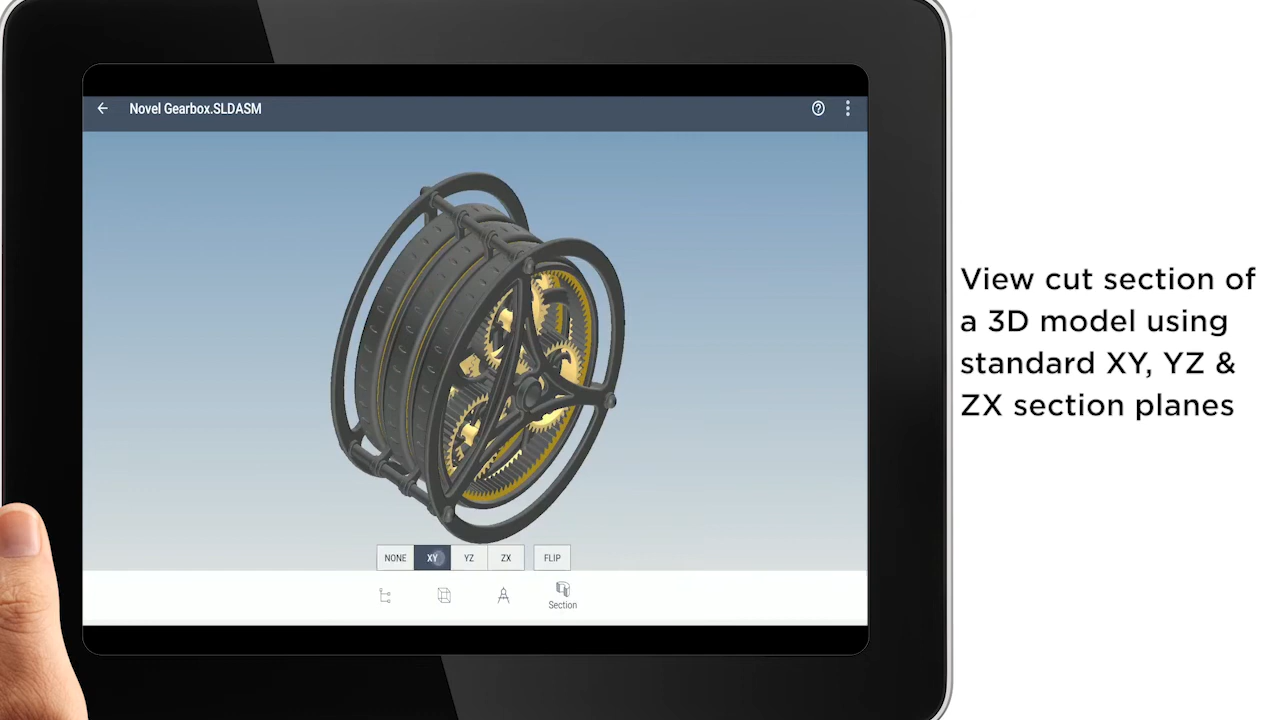 Novel Gearbox.SLDASM
View cut section of
a 3D model using
standard XY, YZ &
ZX section planes
NONE XY YZ ZX FLIP
Section